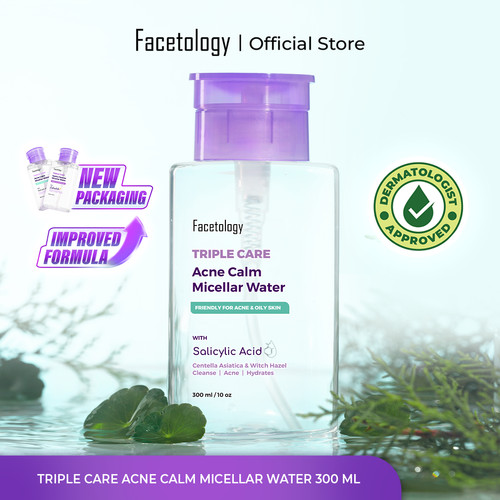 Facetology | Official Store
NEW
PACKAGING
IMPROVED
FORMULA
DERMATOLOGIST
APPROVED
Facetology
TRIPLE CARE
Acne Calm
Micellar Water
FRIENDLY FOR ACNE & OILY SKIN
WITH
Salicylic Acid
Centella Asiatica & Witch Hazel
Cleanse | Acne | Hydrates
300 ml / 10 oz
TRIPLE CARE ACNE CALM MICELLAR WATER 300 ML